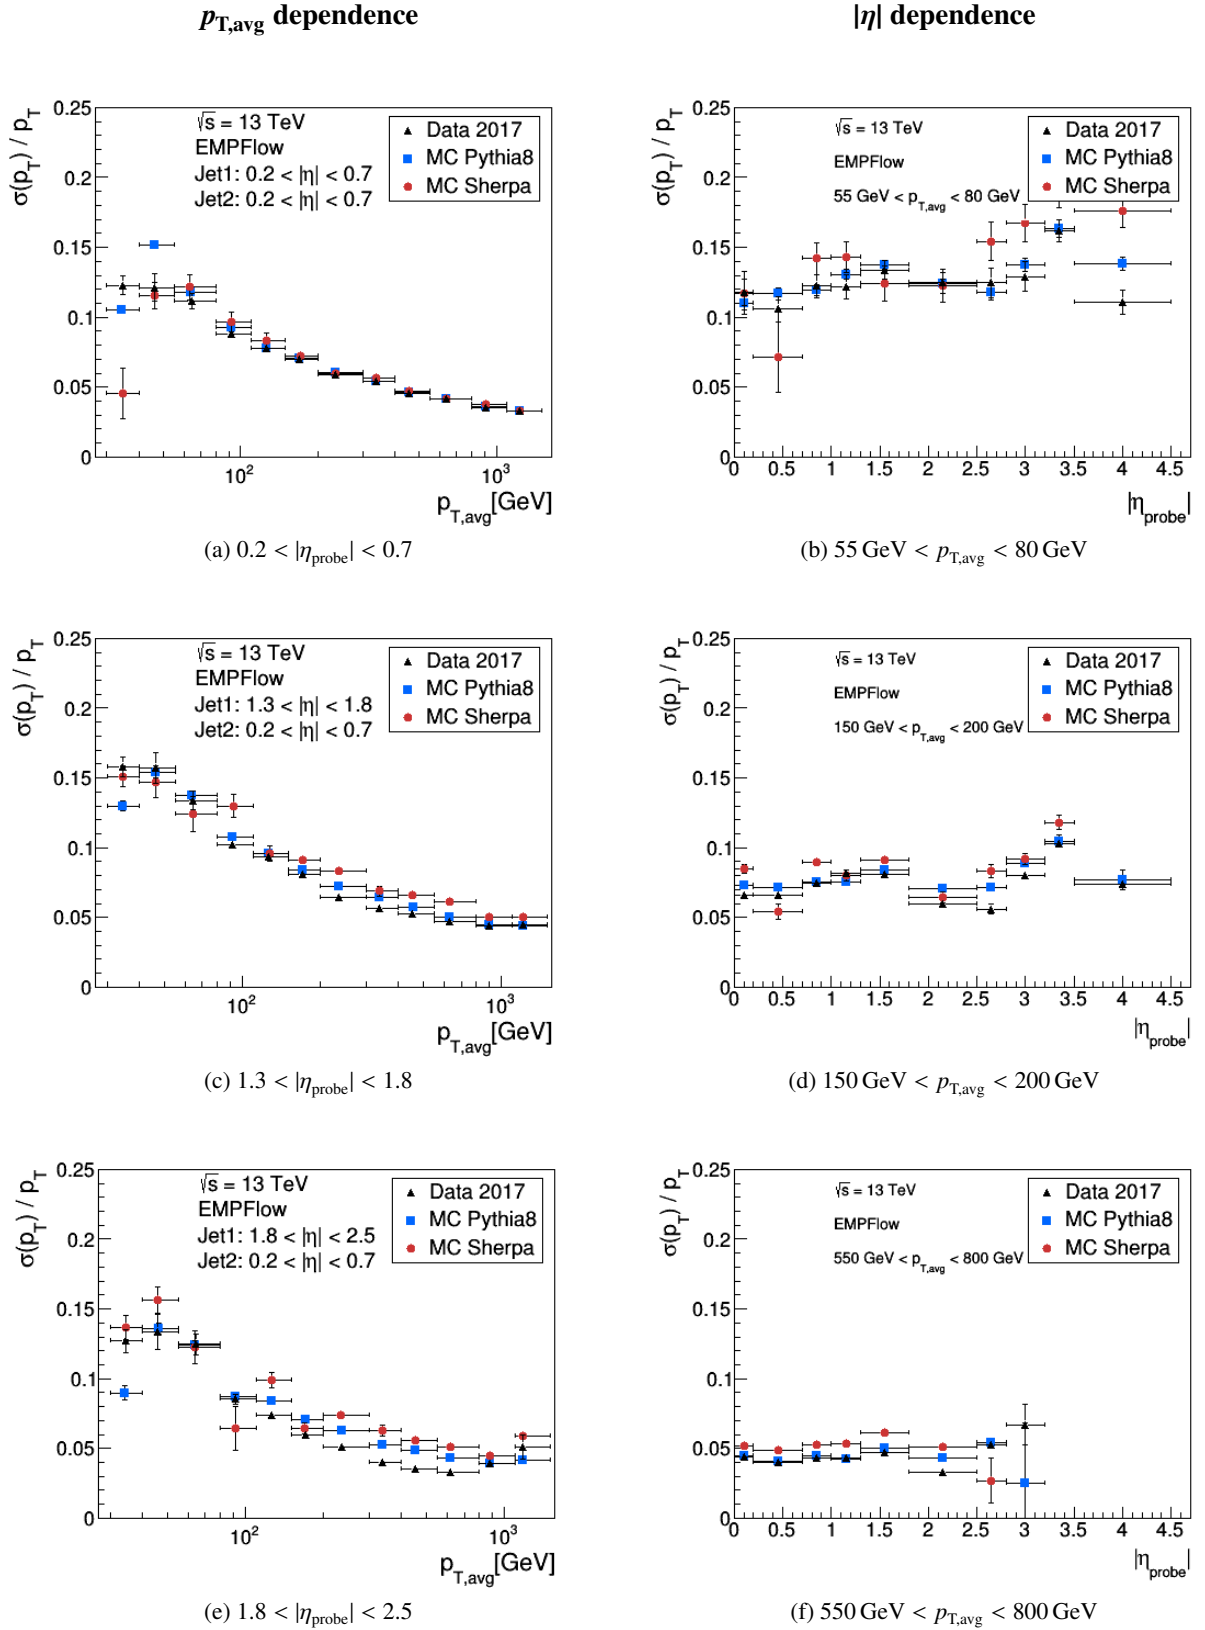 pT,avg dependence
|η| dependence
σ(pT) / pT
0.25
0.2
0.15
0.1
0.05
0
√s = 13 TeV
EMPFlow
Jet1: 0.2 < |η| < 0.7
Jet2: 0.2 < |η| < 0.7
Data 2017
MC Pythia8
MC Sherpa
10²
10³
pT,avg[GeV]
(a) 0.2 < |ηprobe| < 0.7
σ(pT) / pT
0.25
0.2
0.15
0.1
0.05
0
√s = 13 TeV
EMPFlow
55 GeV < pT,avg < 80 GeV
Data 2017
MC Pythia8
MC Sherpa
0 0.5 1 1.5 2 2.5 3 3.5 4 4.5
|ηprobe|
(b) 55 GeV < pT,avg < 80 GeV
σ(pT) / pT
0.25
0.2
0.15
0.1
0.05
0
√s = 13 TeV
EMPFlow
Jet1: 1.3 < |η| < 1.8
Jet2: 0.2 < |η| < 0.7
Data 2017
MC Pythia8
MC Sherpa
10²
10³
pT,avg[GeV]
(c) 1.3 < |ηprobe| < 1.8
σ(pT) / pT
0.25
0.2
0.15
0.1
0.05
0
√s = 13 TeV
EMPFlow
150 GeV < pT,avg < 200 GeV
Data 2017
MC Pythia8
MC Sherpa
0 0.5 1 1.5 2 2.5 3 3.5 4 4.5
|ηprobe|
(d) 150 GeV < pT,avg < 200 GeV
σ(pT) / pT
0.25
0.2
0.15
0.1
0.05
0
√s = 13 TeV
EMPFlow
Jet1: 1.8 < |η| < 2.5
Jet2: 0.2 < |η| < 0.7
Data 2017
MC Pythia8
MC Sherpa
10²
10³
pT,avg[GeV]
(e) 1.8 < |ηprobe| < 2.5
σ(pT) / pT
0.25
0.2
0.15
0.1
0.05
0
√s = 13 TeV
EMPFlow
550 GeV < pT,avg < 800 GeV
Data 2017
MC Pythia8
MC Sherpa
0 0.5 1 1.5 2 2.5 3 3.5 4 4.5
|ηprobe|
(f) 550 GeV < pT,avg < 800 GeV